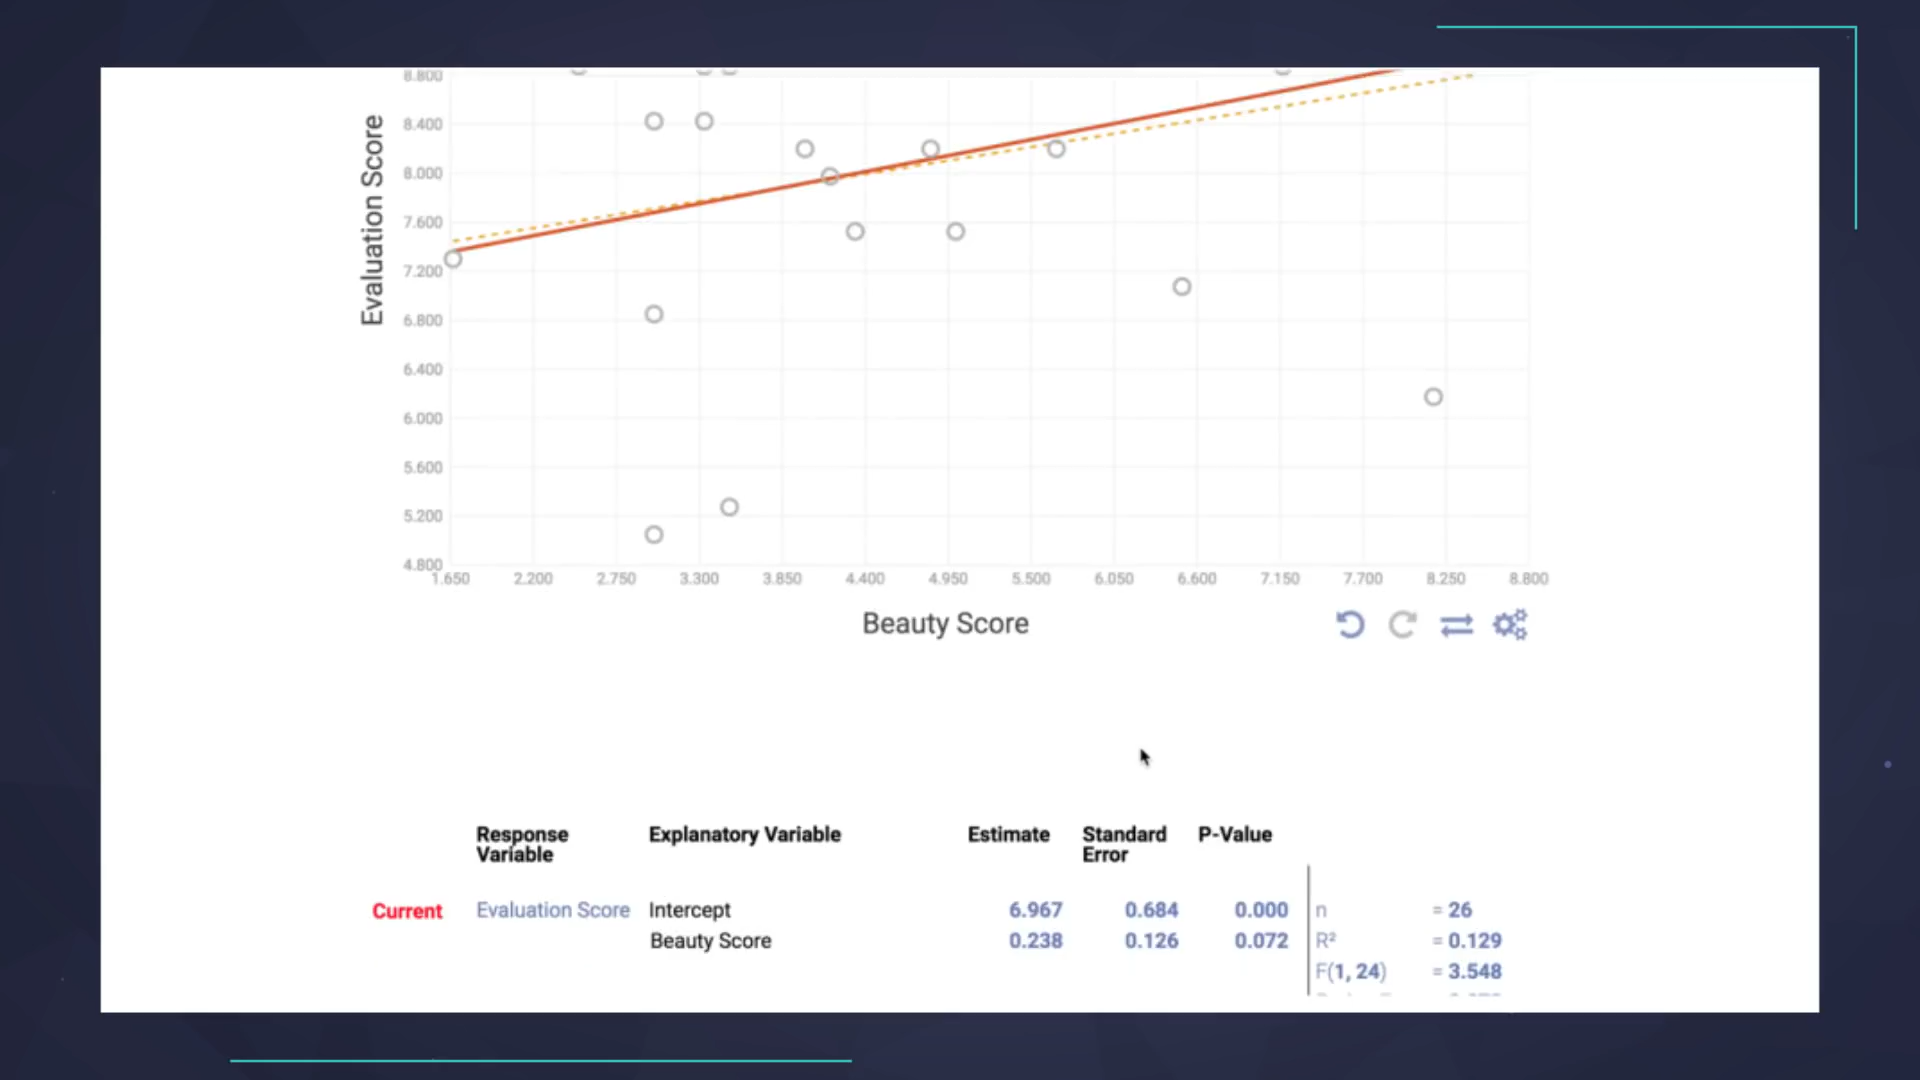 8.800
8.400
8.000
7.600
7.200
6.800
6.400
6.000
5.600
5.200
4.800
Evaluation Score
1.650 2.200 2.750 3.300 3.850 4.400 4.950 5.500 6.050 6.600 7.150 7.700 8.250 8.800
Beauty Score
Response Variable Explanatory Variable Estimate Standard Error P-Value
Current Evaluation Score Intercept 6.967 0.684 0.000 n = 26
Beauty Score 0.238 0.126 0.072 R² = 0.129
F(1, 24) = 3.548